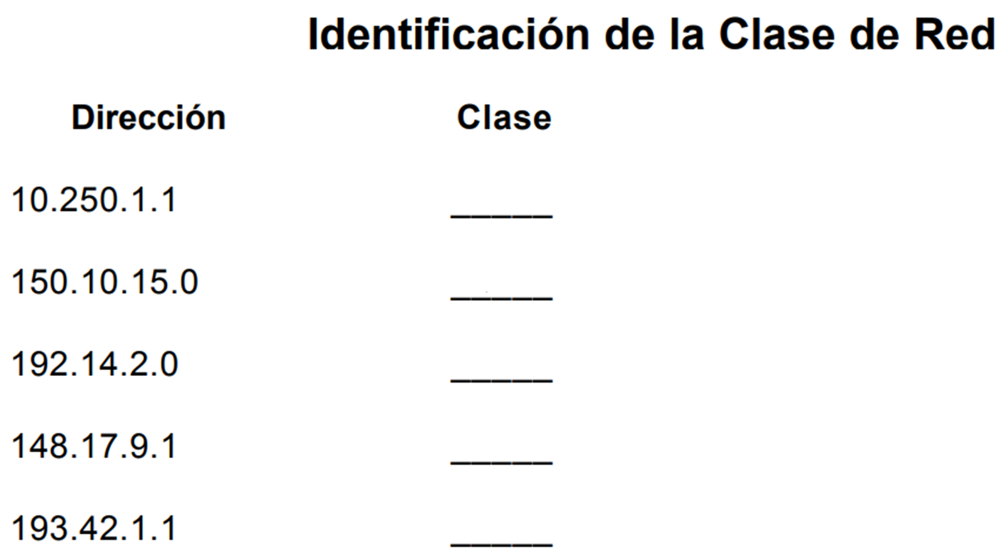 Identificación de la Clase de Red
Dirección Clase
10.250.1.1 _____
150.10.15.0 _____
192.14.2.0 _____
148.17.9.1 _____
193.42.1.1 _____